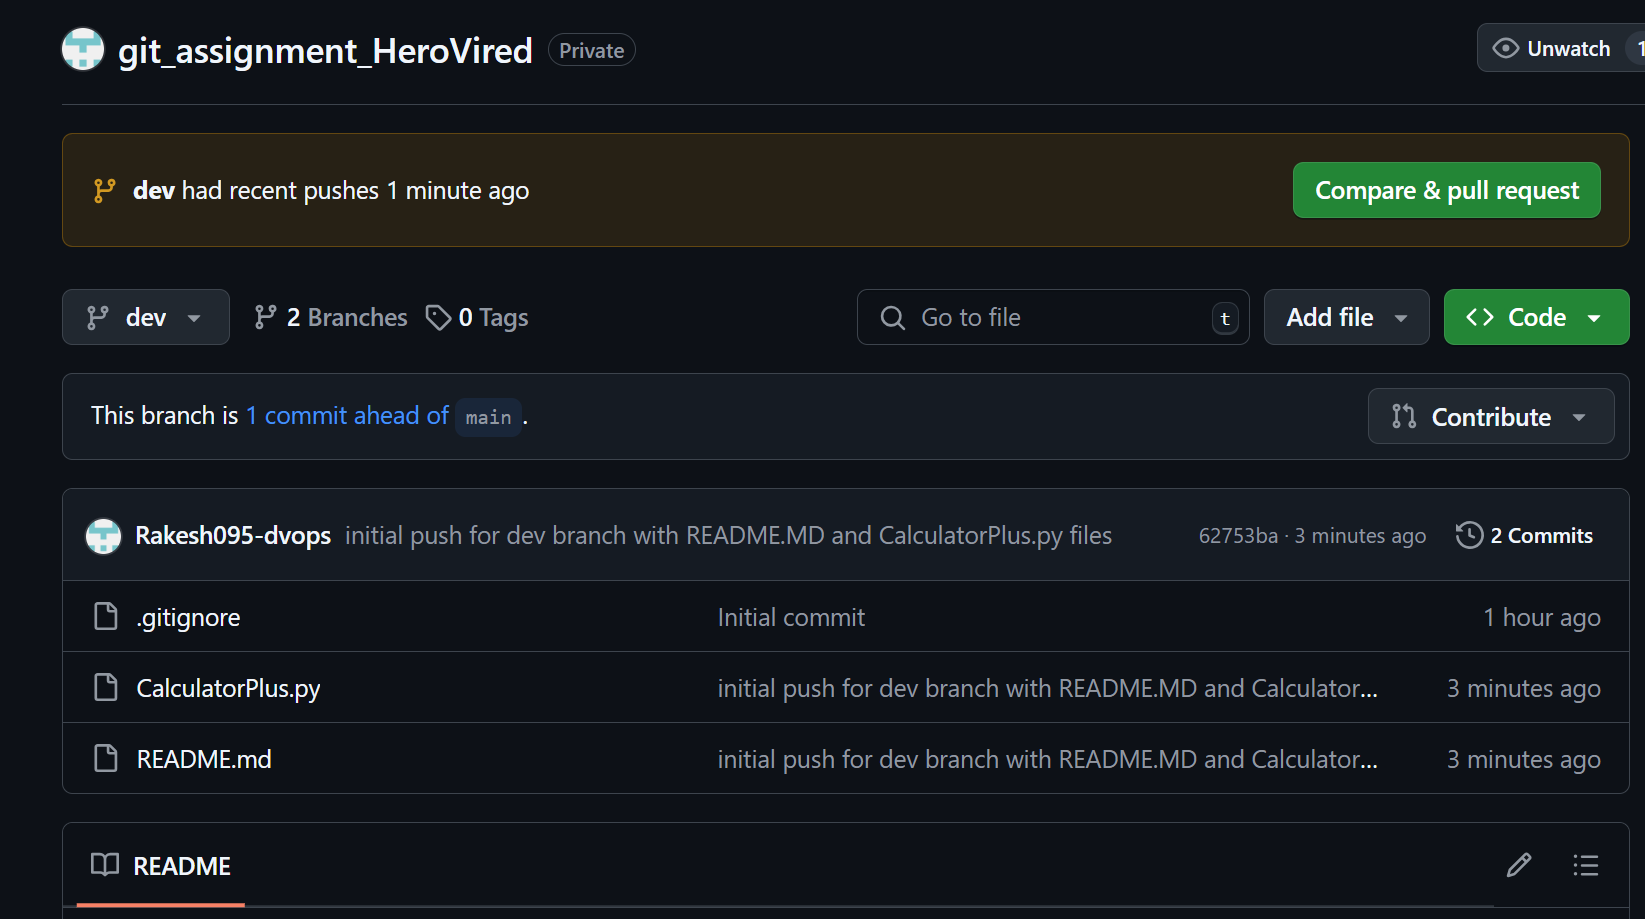 git_assignment_HeroVired Private Unwatch 1
dev had recent pushes 1 minute ago Compare & pull request
dev 2 Branches 0 Tags Go to file t Add file Code
This branch is 1 commit ahead of main . Contribute
Rakesh095-dvops initial push for dev branch with README.MD and CalculatorPlus.py files 62753ba · 3 minutes ago 2 Commits
.gitignore Initial commit 1 hour ago
CalculatorPlus.py initial push for dev branch with README.MD and Calculator... 3 minutes ago
README.md initial push for dev branch with README.MD and Calculator... 3 minutes ago
README